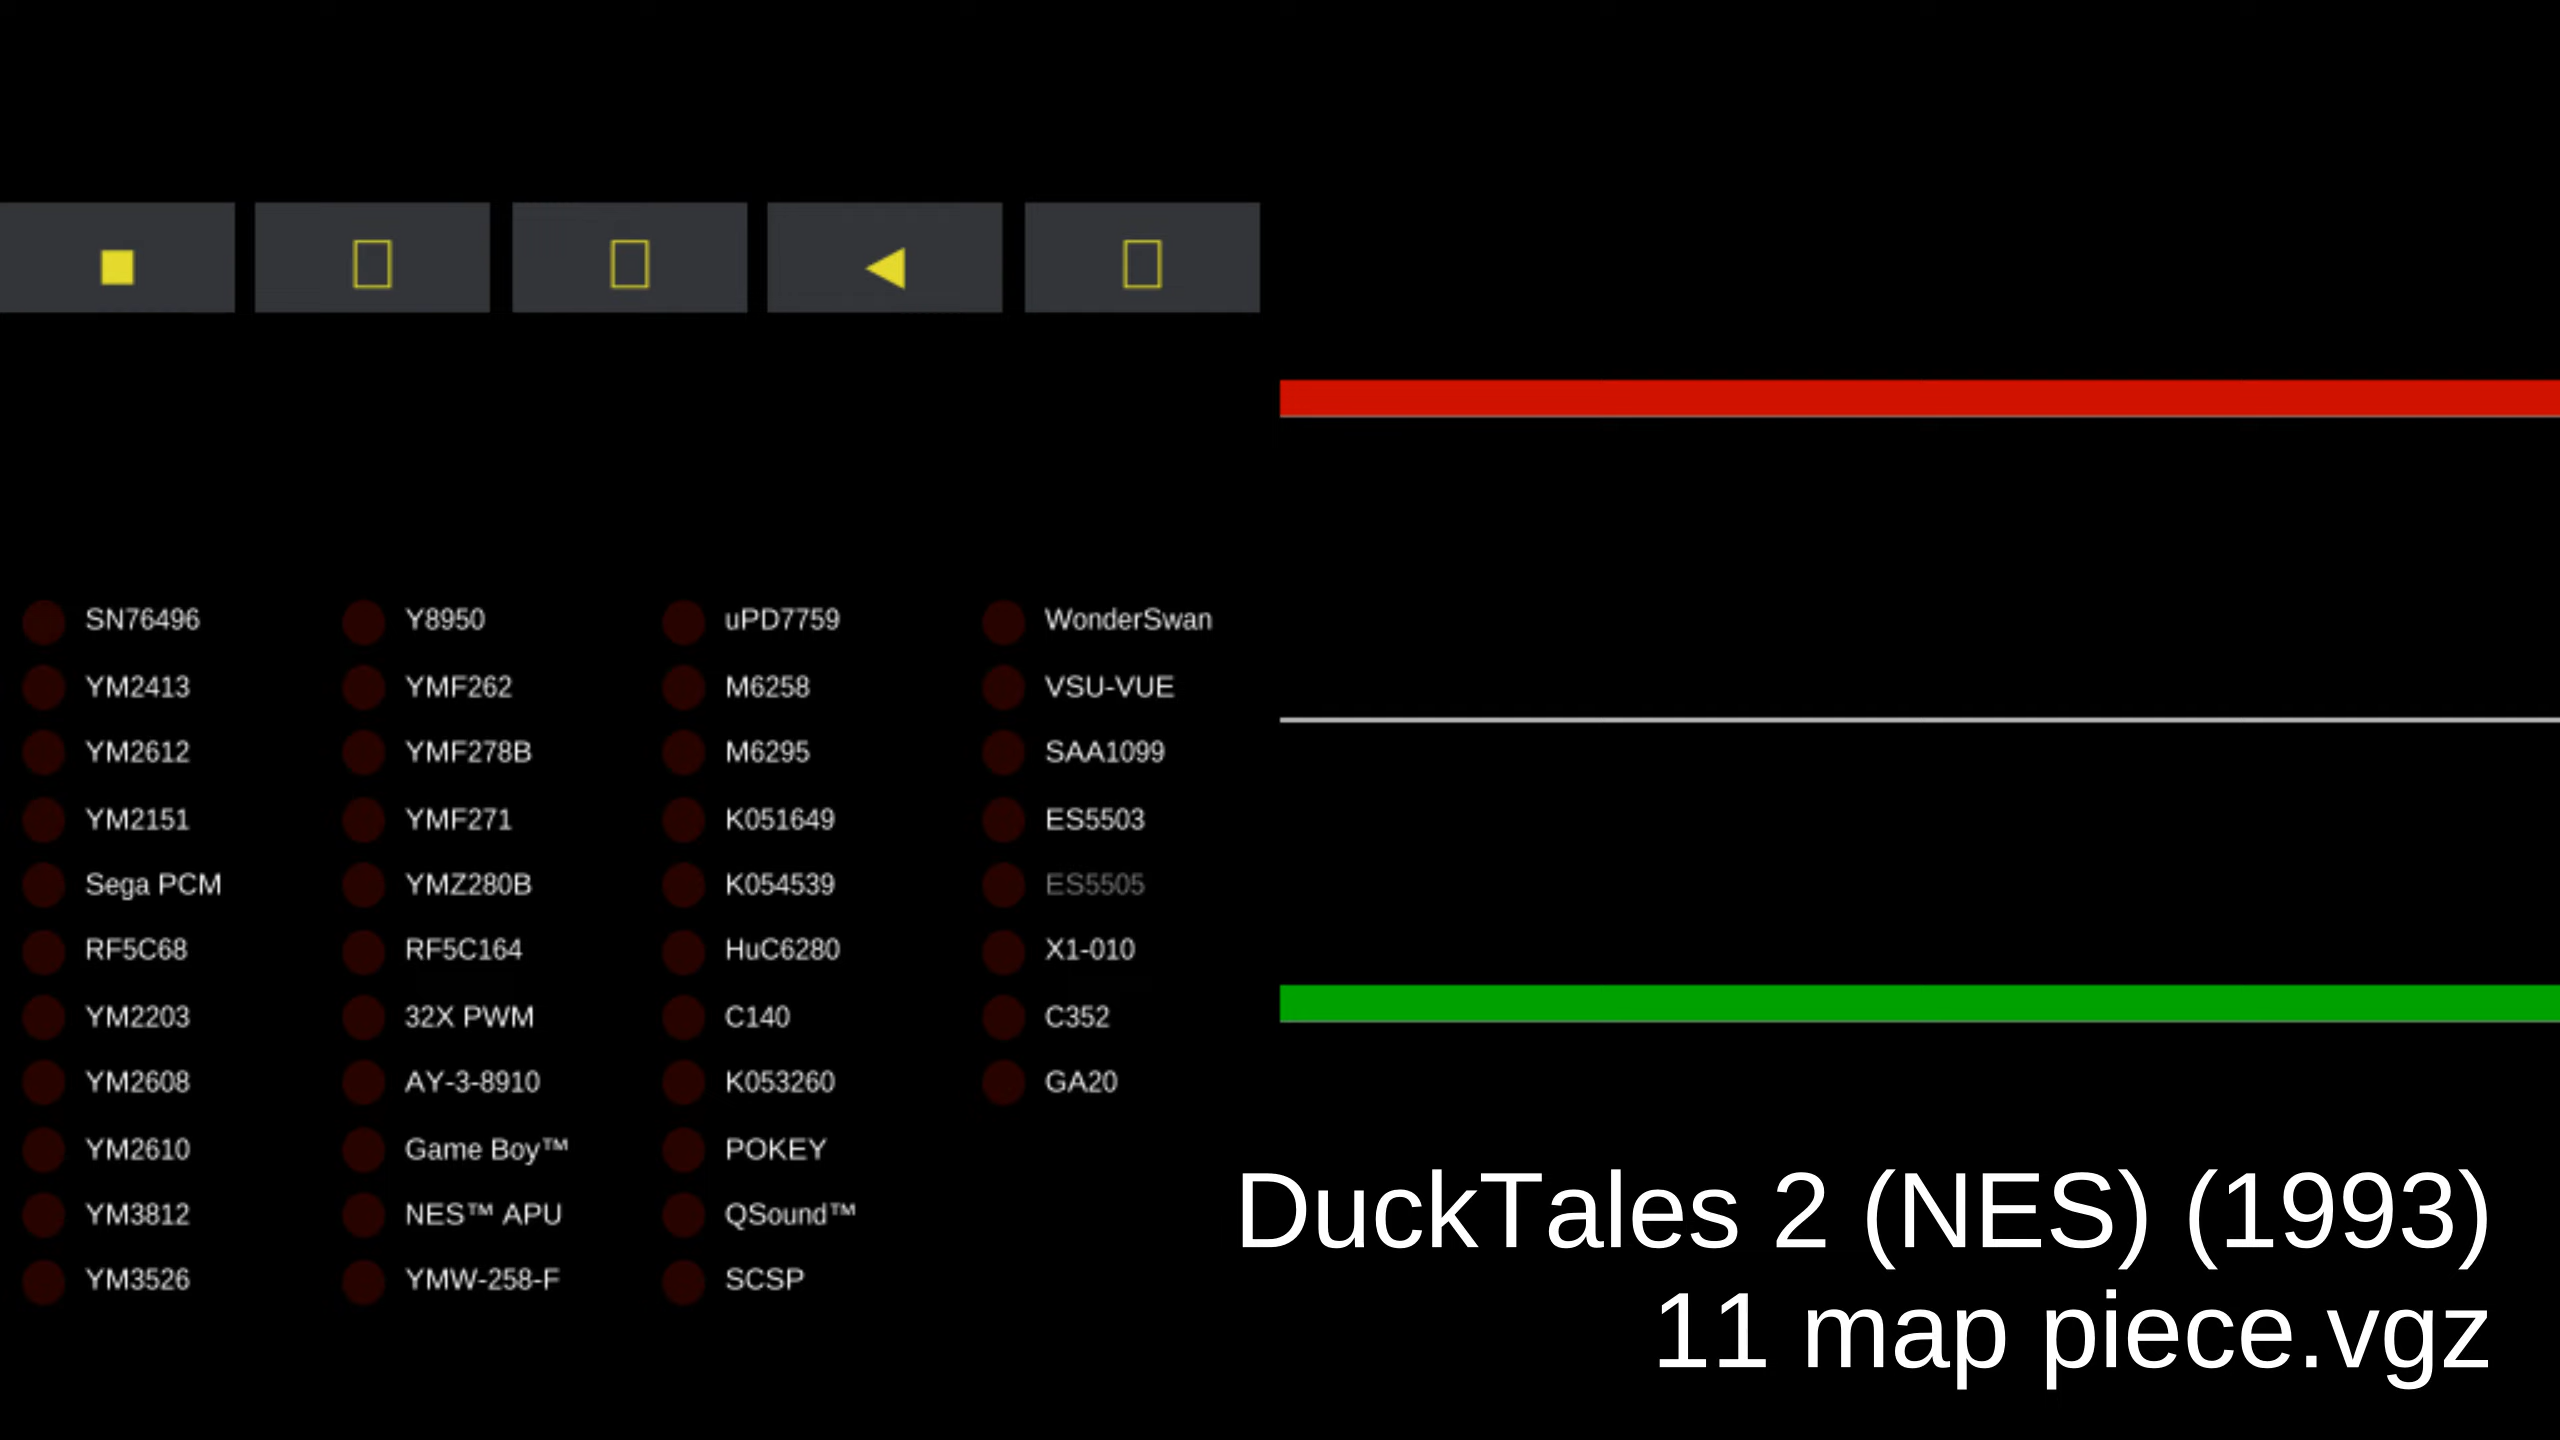 SN76496
YM2413
YM2612
YM2151
Sega PCM
RF5C68
YM2203
YM2608
YM2610
YM3812
YM3526
Y8950
YMF262
YMF278B
YMF271
YMZ280B
RF5C164
32X PWM
AY-3-8910
Game Boy™
NES™ APU
YMW-258-F
uPD7759
M6258
M6295
K051649
K054539
HuC6280
C140
K053260
POKEY
QSound™
SCSP
WonderSwan
VSU-VUE
SAA1099
ES5503
ES5505
X1-010
C352
GA20
DuckTales 2 (NES) (1993)
11 map piece.vgz